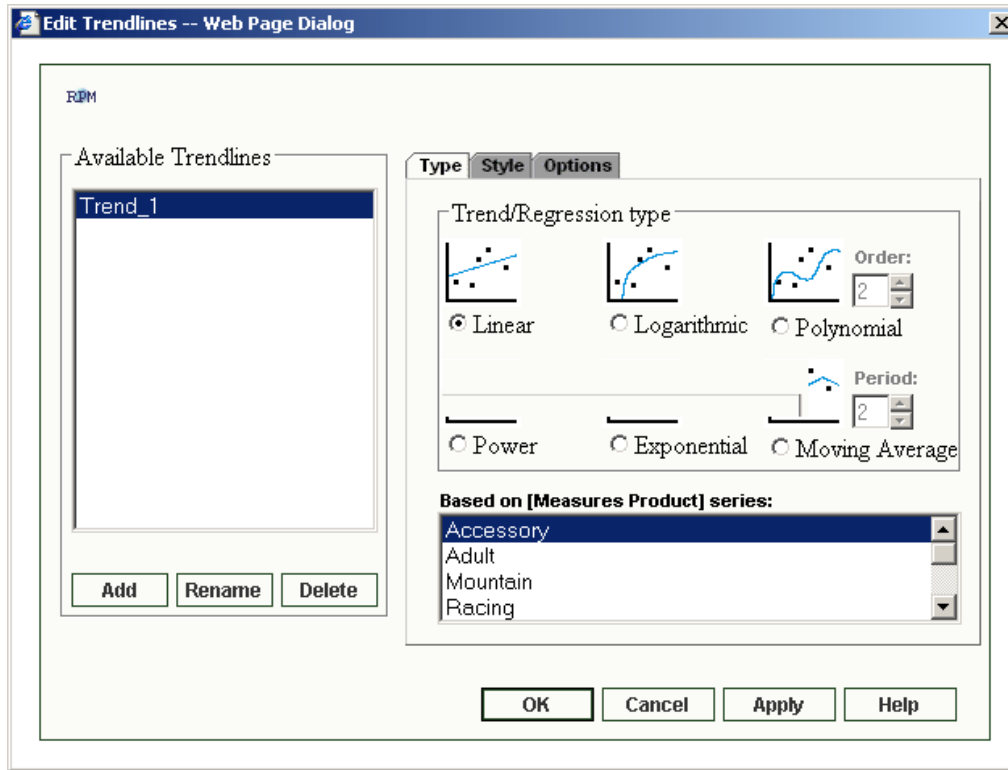 Edit Trendlines -- Web Page Dialog
RPM
Available Trendlines
Trend_1
Add Rename Delete
Type Style Options
Trend/Regression type
Order:
2
Linear Logarithmic Polynomial
Period:
2
Power Exponential Moving Average
Based on [Measures Product] series:
Accessory
Adult
Mountain
Racing
OK Cancel Apply Help